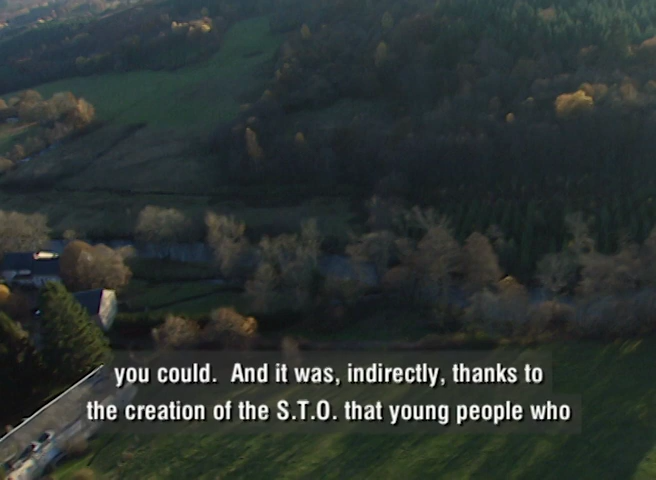 you could.  And it was, indirectly, thanks to
the creation of the S.T.O. that young people who